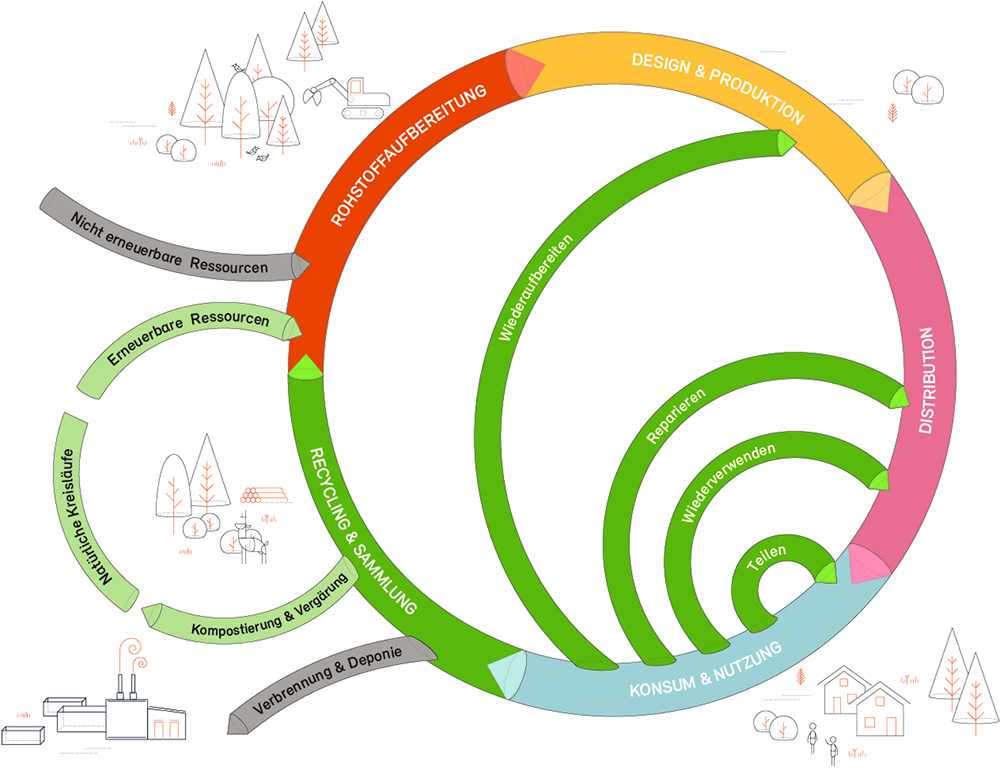 DESIGN & PRODUKTION
ROHSTOFFAUFBEREITUNG
Nicht erneuerbare Ressourcen
Wiederaufbereiten
Erneuerbare Ressourcen
DISTRIBUTION
Reparieren
Wiederverwenden
Natürliche Kreisläufe
RECYCLING & SAMMLUNG
Teilen
Kompostierung & Vergärung
Verbrennung & Deponie
KONSUM & NUTZUNG